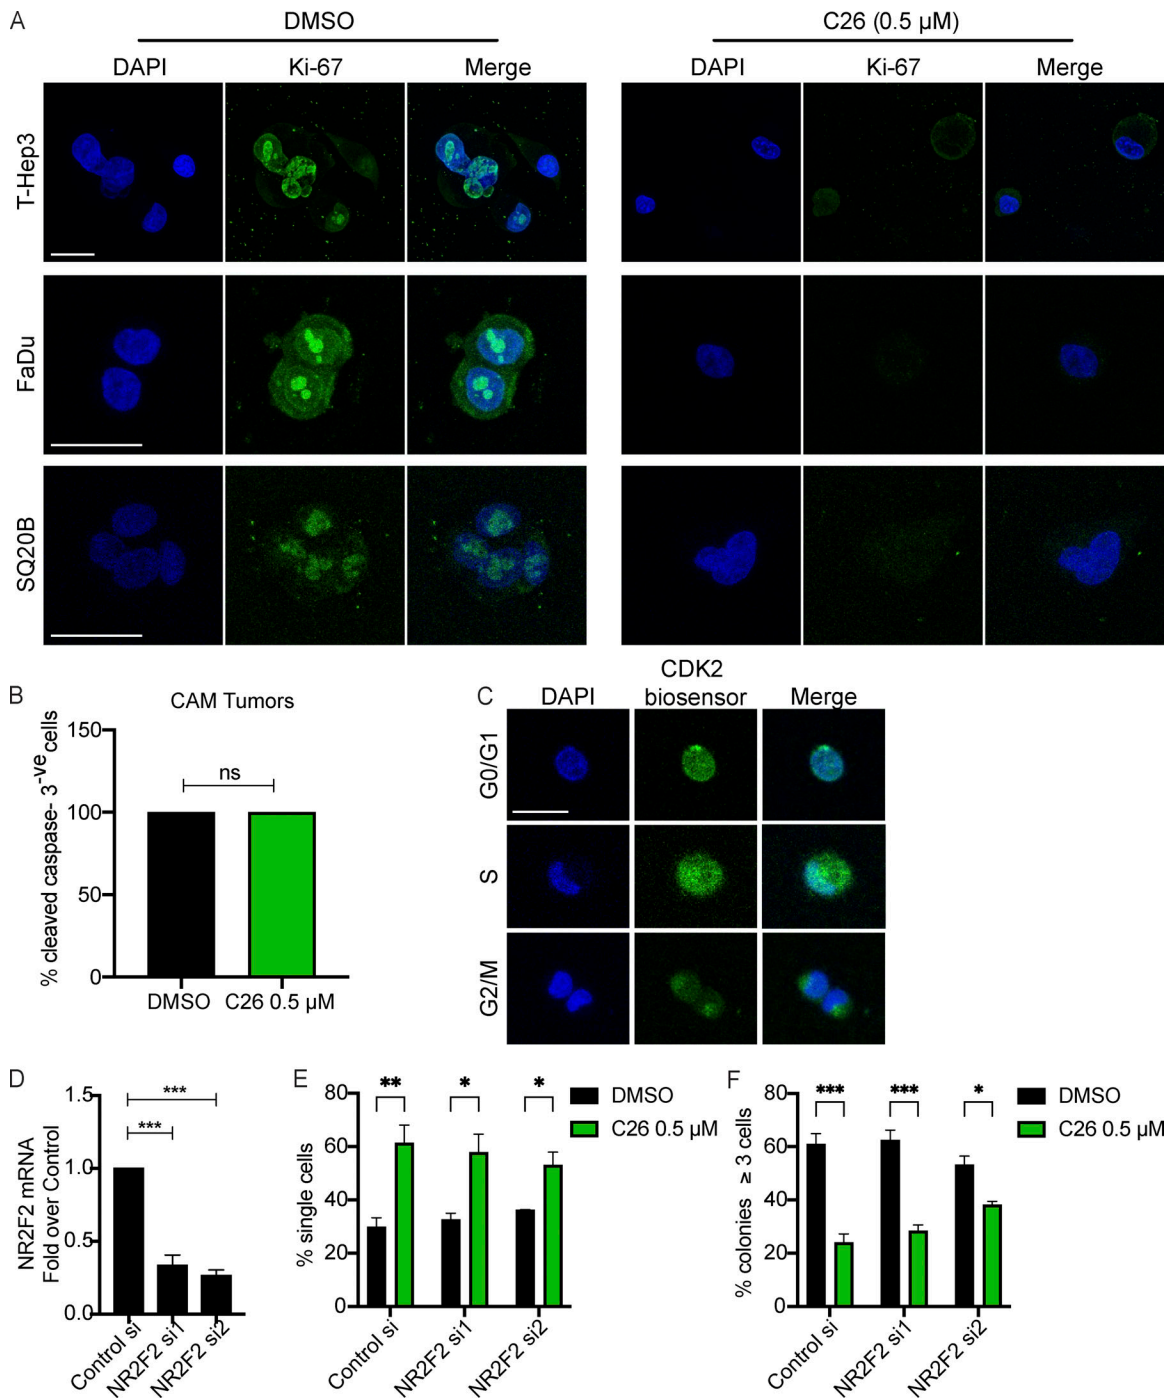 A
DMSO
C26 (0.5 µM)
DAPI Ki-67 Merge
DAPI Ki-67 Merge
T-Hep3
FaDu
SQ20B
B
CAM Tumors
% cleaved caspase- 3-ve cells
150
100
50
0
ns
DMSO C26 0.5 µM
C
DAPI CDK2 biosensor Merge
G0/G1
S
G2/M
D
NR2F2 mRNA
Fold over Control
1.5
1.0
0.5
0.0
***
***
Control si
NR2F2 si1
NR2F2 si2
E
% single cells
80
60
40
20
0
** * *
DMSO
C26 0.5 µM
Control si
NR2F2 si1
NR2F2 si2
F
% colonies ≥ 3 cells
80
60
40
20
0
*** *** *
DMSO
C26 0.5 µM
Control si
NR2F2 si1
NR2F2 si2